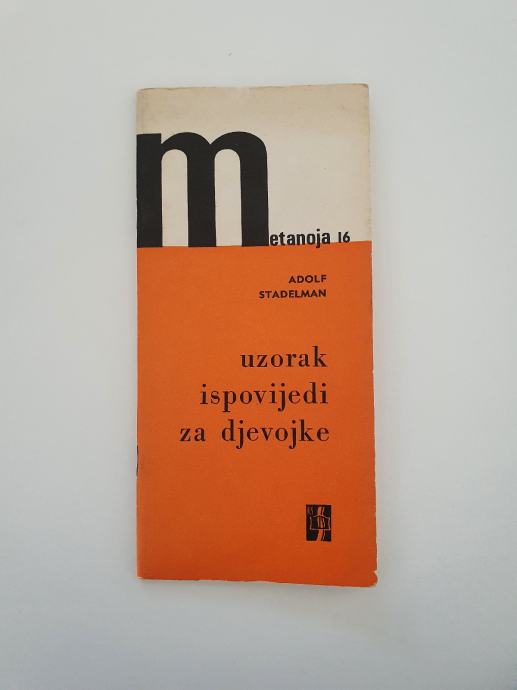 metanoja 16
ADOLF
STADELMAN
uzorak
ispovijedi
za djevojke